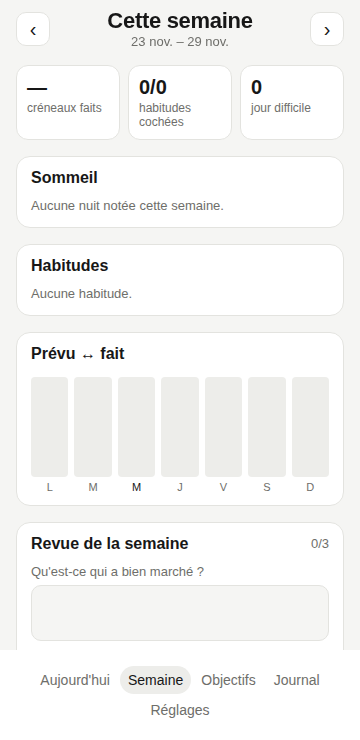 ‹ Cette semaine ›
23 nov. – 29 nov.
— 0/0 0
créneaux faits habitudes cochées jour difficile
Sommeil
Aucune nuit notée cette semaine.
Habitudes
Aucune habitude.
Prévu ↔ fait
L M M J V S D
Revue de la semaine 0/3
Qu'est-ce qui a bien marché ?
Aujourd'hui Semaine Objectifs Journal
Réglages